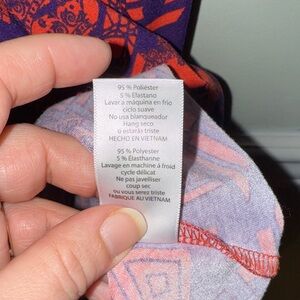 95 % Poliéster
5 % Elastano
Lavar a máquina en frío
ciclo suave
No usa blanqueador
Hang seco
o estarás triste
HECHO EN VIETNAM
95 % Polyester
5 % Élasthanne
Lavage en machine à froid
cycle délicat
Ne pas javelliser
coup sec
ou vous serez triste
FABRIQUE AU VIETNAM